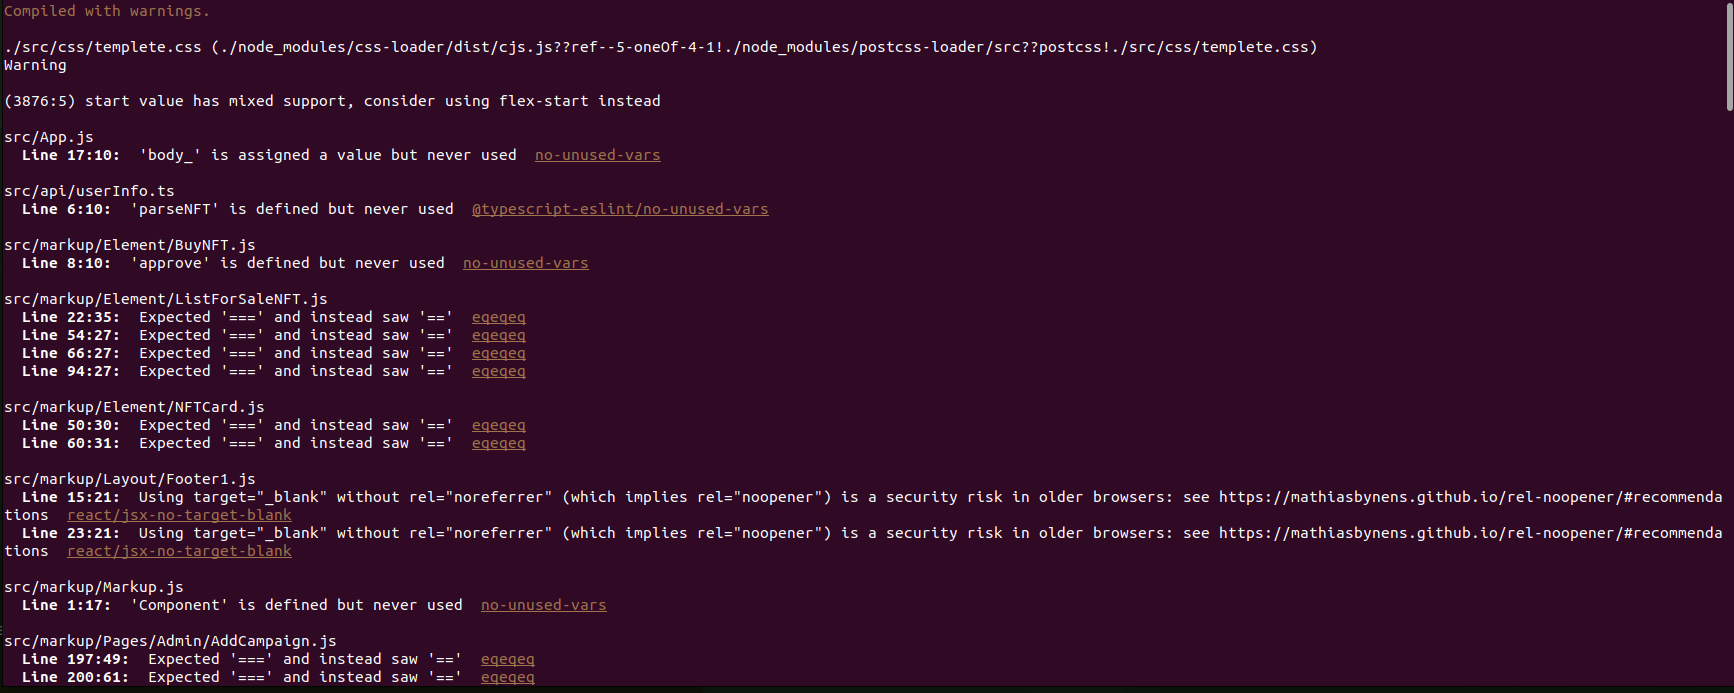 Compiled with warnings.
./src/css/templete.css (./node_modules/css-loader/dist/cjs.js??ref--5-oneOf-4-1!./node_modules/postcss-loader/src??postcss!./src/css/templete.css)
Warning
(3876:5) start value has mixed support, consider using flex-start instead
src/App.js
Line 17:10:  'body_' is assigned a value but never used  no-unused-vars
src/api/userInfo.ts
Line 6:10:  'parseNFT' is defined but never used  @typescript-eslint/no-unused-vars
src/markup/Element/BuyNFT.js
Line 8:10:  'approve' is defined but never used  no-unused-vars
src/markup/Element/ListForSaleNFT.js
Line 22:35:  Expected '===' and instead saw '=='  eqeqeq
Line 54:27:  Expected '===' and instead saw '=='  eqeqeq
Line 66:27:  Expected '===' and instead saw '=='  eqeqeq
Line 94:27:  Expected '===' and instead saw '=='  eqeqeq
src/markup/Element/NFTCard.js
Line 50:30:  Expected '===' and instead saw '=='  eqeqeq
Line 60:31:  Expected '===' and instead saw '=='  eqeqeq
src/markup/Layout/Footer1.js
Line 15:21:  Using target="_blank" without rel="noreferrer" (which implies rel="noopener") is a security risk in older browsers: see https://mathiasbynens.github.io/rel-noopener/#recommenda
tions  react/jsx-no-target-blank
Line 23:21:  Using target="_blank" without rel="noreferrer" (which implies rel="noopener") is a security risk in older browsers: see https://mathiasbynens.github.io/rel-noopener/#recommenda
tions  react/jsx-no-target-blank
src/markup/Markup.js
Line 1:17:  'Component' is defined but never used  no-unused-vars
src/markup/Pages/Admin/AddCampaign.js
Line 197:49:  Expected '===' and instead saw '=='  eqeqeq
Line 200:61:  Expected '===' and instead saw '=='  eqeqeq